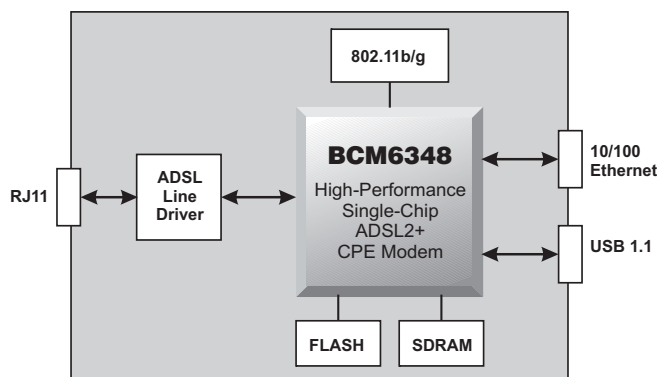 802.11b/g
BCM6348
High-Performance
Single-Chip
ADSL2+
CPE Modem
RJ11
ADSL
Line
Driver
10/100
Ethernet
USB 1.1
FLASH
SDRAM